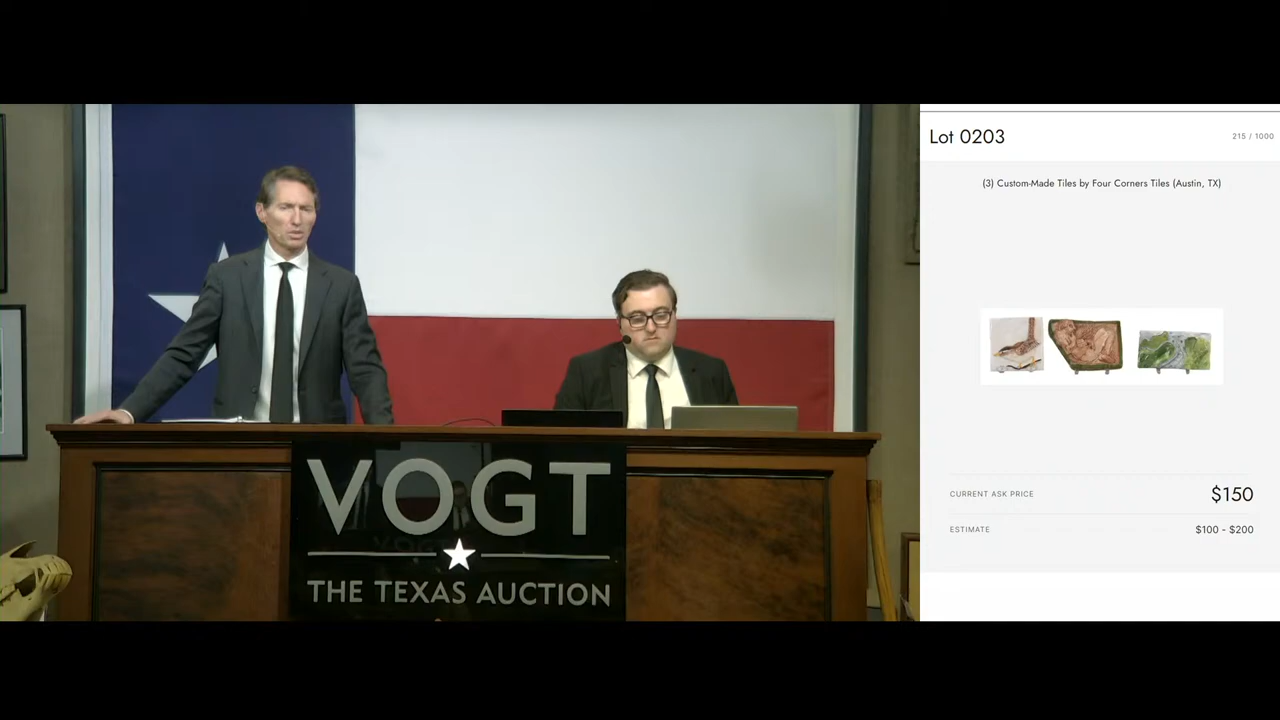 VOGT
THE TEXAS AUCTION
Lot 0203
215 / 1000
(3) Custom-Made Tiles by Four Corners Tiles (Austin, TX)
CURRENT ASK PRICE
$150
ESTIMATE
$100 - $200